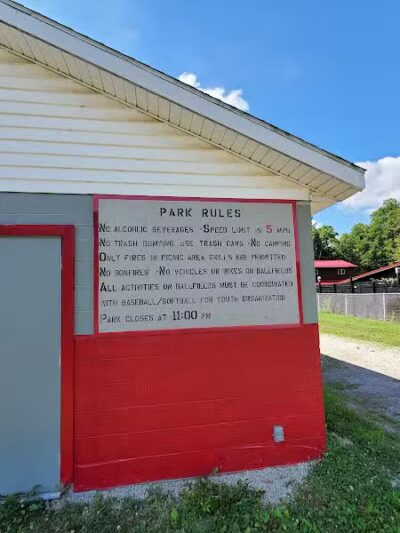 PARK RULES
NO ALCOHLIC BEVERAGES - SPEED LIMIT IS 5 MPH
NO TRASH DUMPING USE TRASH CANS - NO CAMPING
ONLY FIRES IN PICNIC AREA GRILLS ARE PERMITTED
NO BONFIRES - NO VEHICLES OR BIKES ON BALLFIELDS
ALL ACTIVITIES ON BALLFIELDS MUST BE COORDINATED
WITH BASEBALL/SOFTBALL FOR YOUTH ORGANIZATION
PARK CLOSES AT 11:00 PM